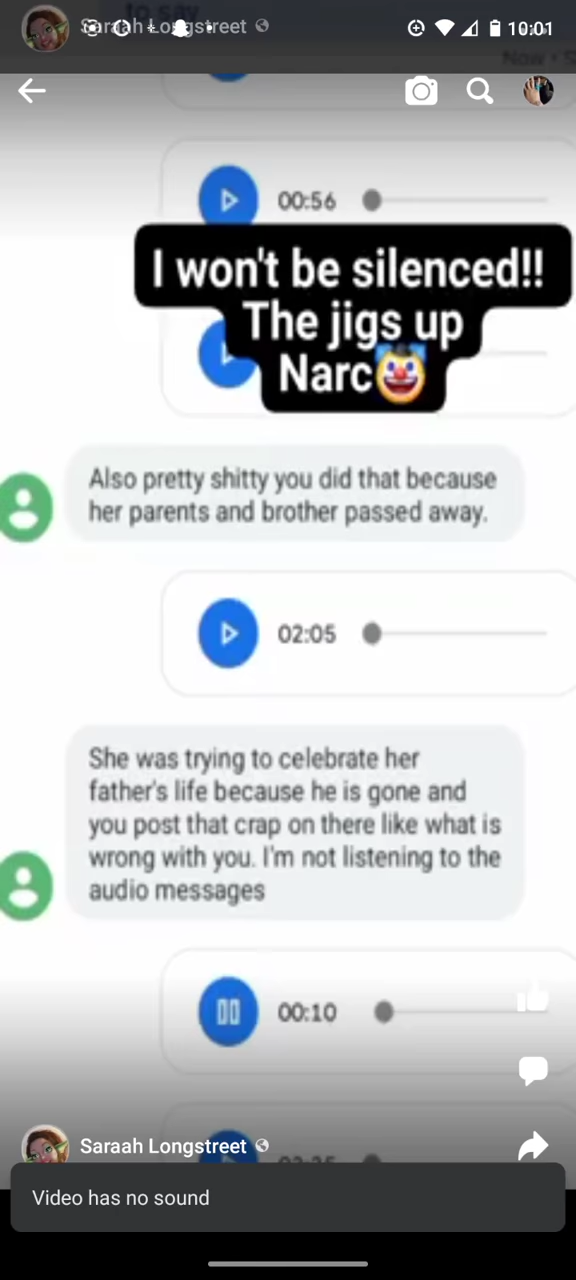 Saraah Longstreet
10:01
to say
Now • S
00:56
I won't be silenced!!
The jigs up
Narc🤡
Also pretty shitty you did that because
her parents and brother passed away.
02:05
She was trying to celebrate her
father's life because he is gone and
you post that crap on there like what is
wrong with you. I'm not listening to the
audio messages
00:10
Saraah Longstreet
Video has no sound